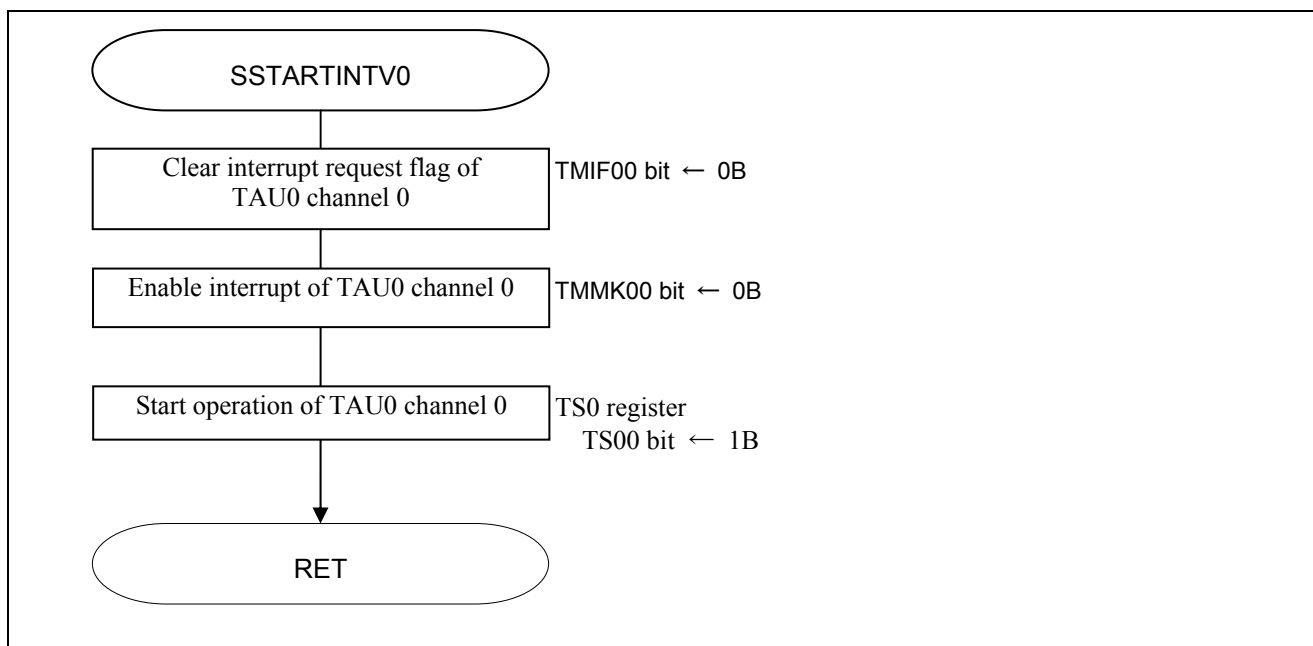 SSTARTINTV0
Clear interrupt request flag of
TAU0 channel 0
TMIF00 bit ← 0B
Enable interrupt of TAU0 channel 0
TMMK00 bit ← 0B
Start operation of TAU0 channel 0
TS0 register
TS00 bit ← 1B
RET